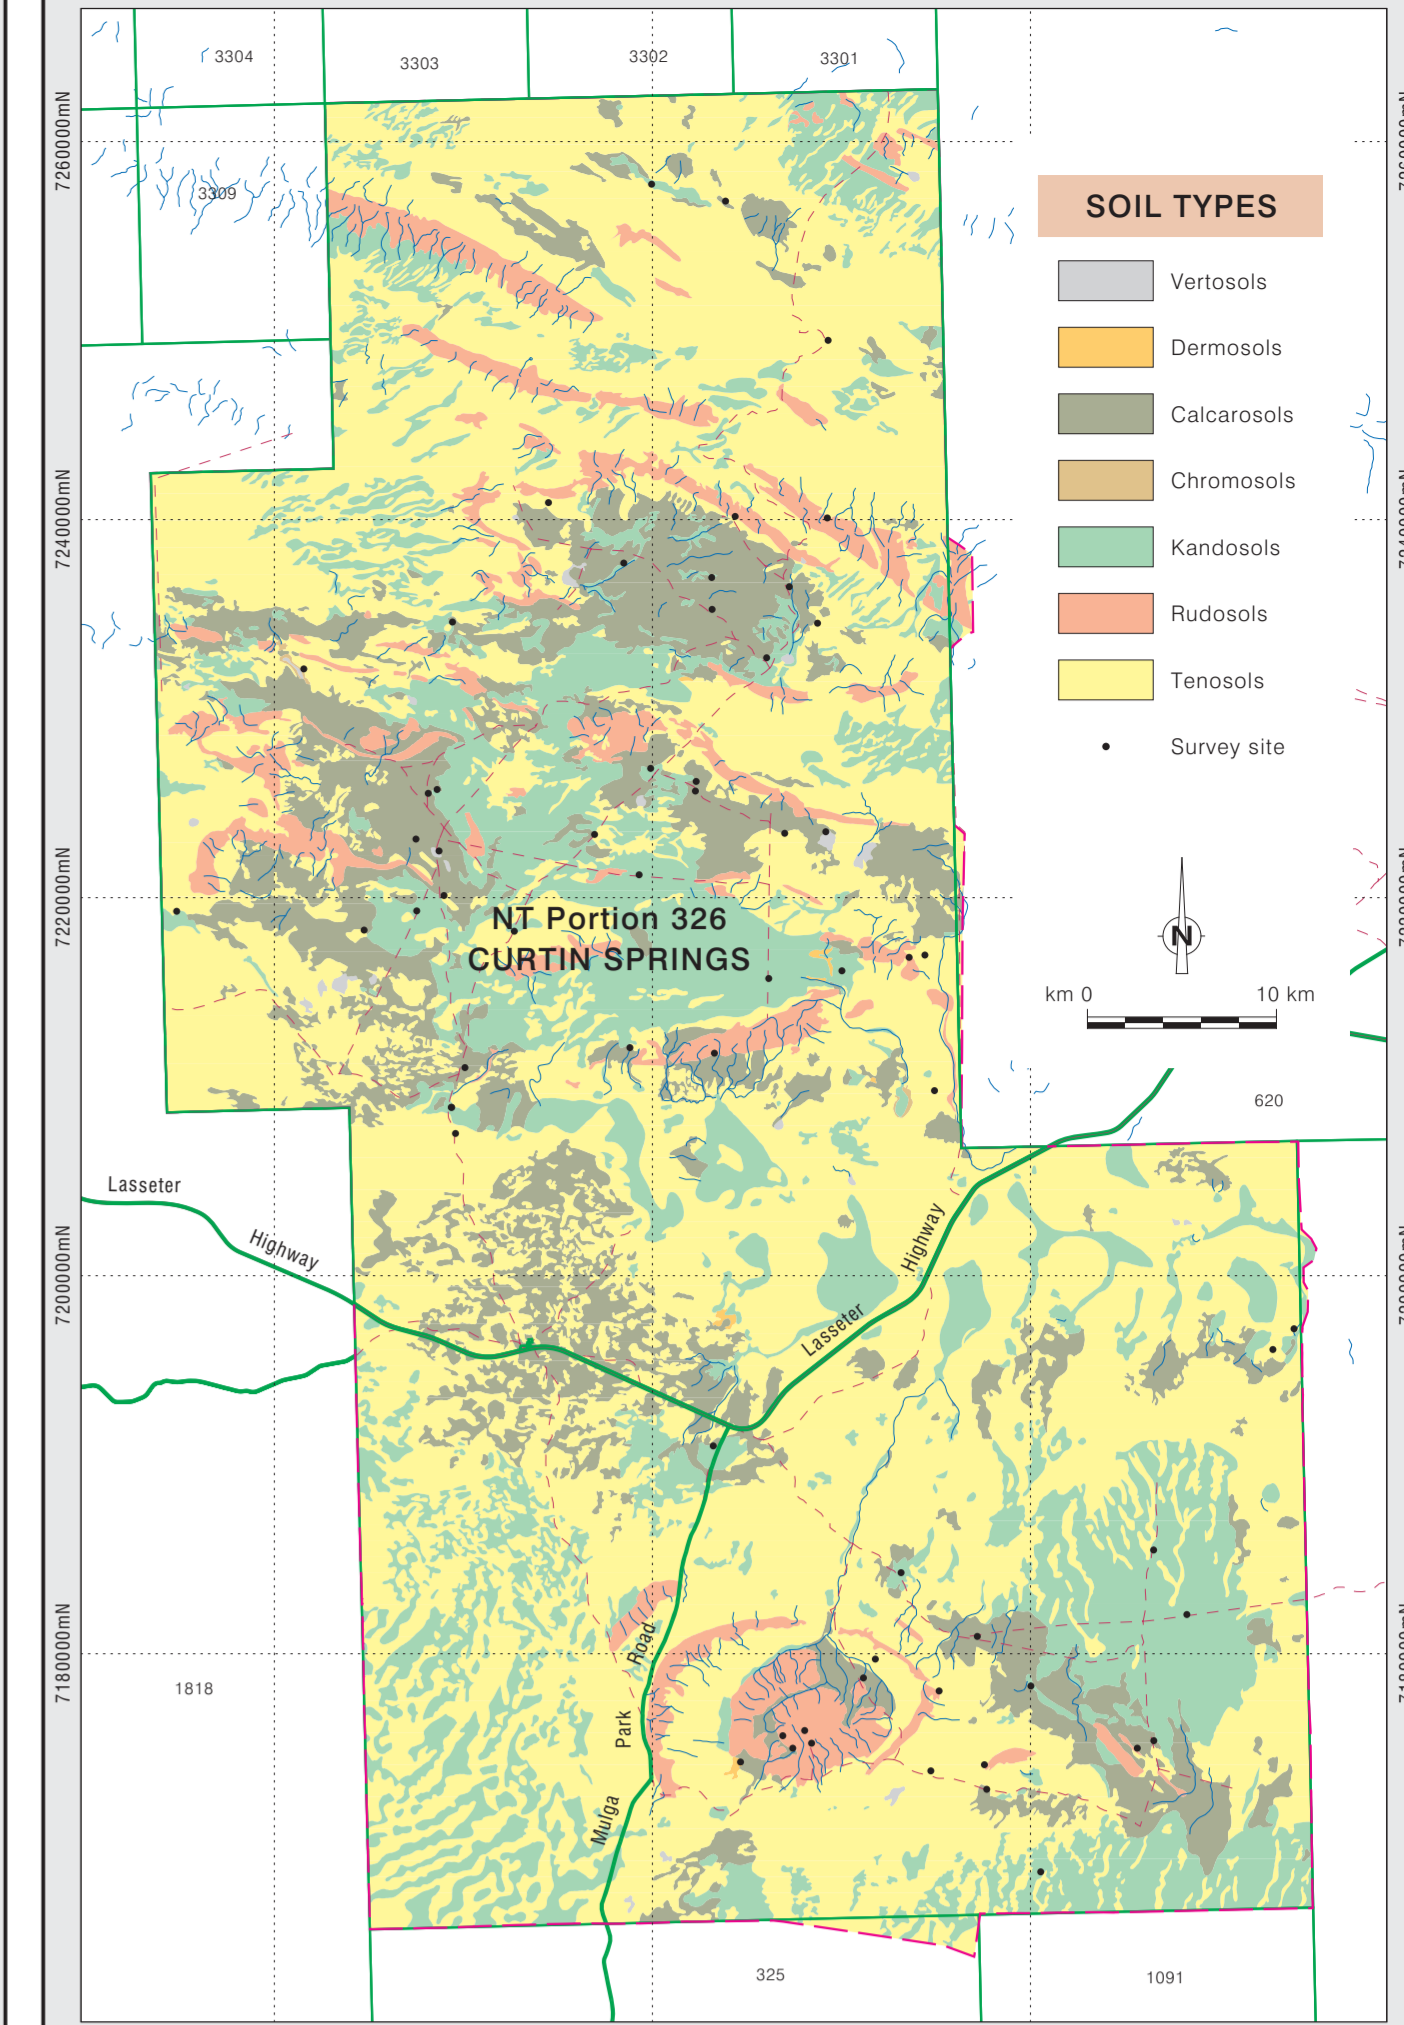 3304
3303
3302
3301
7260000mN
3309
SOIL TYPES
Vertosols
Dermosols
Calcarosols
Chromosols
Kandosols
Rudosols
Tenosols
Survey site
7240000mN
7220000mN
NT Portion 326
CURTIN SPRINGS
N
km 0 10 km
620
Lasseter
Highway
Highway
Lasseter
7200000mN
7180000mN
1818
Road
Park
Mulga
325
1091